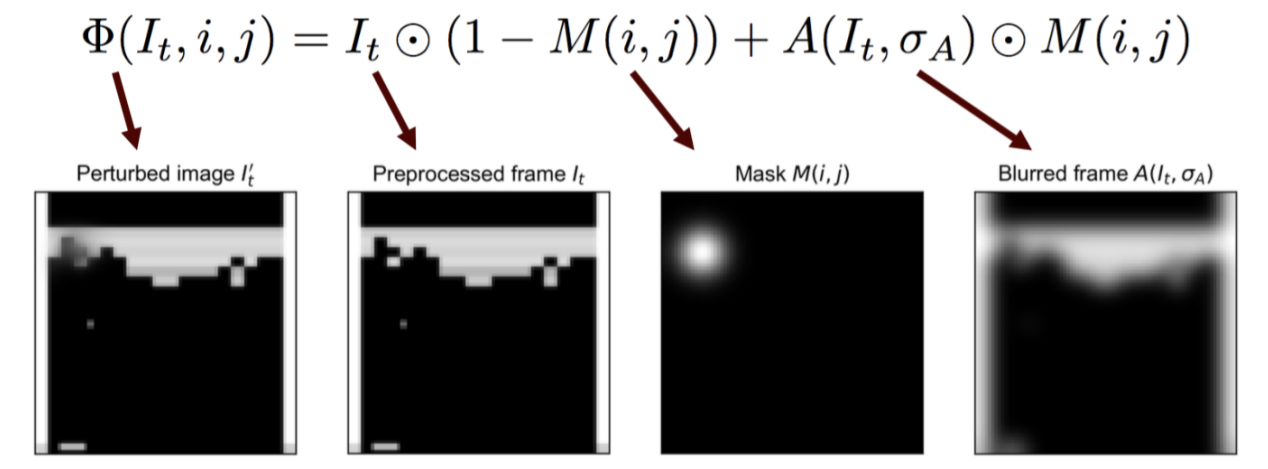 Φ(I_t, i, j) = I_t ⊙ (1 − M(i, j)) + A(I_t, σ_A) ⊙ M(i, j)
Perturbed image I′_t
Preprocessed frame I_t
Mask M(i, j)
Blurred frame A(I_t, σ_A)